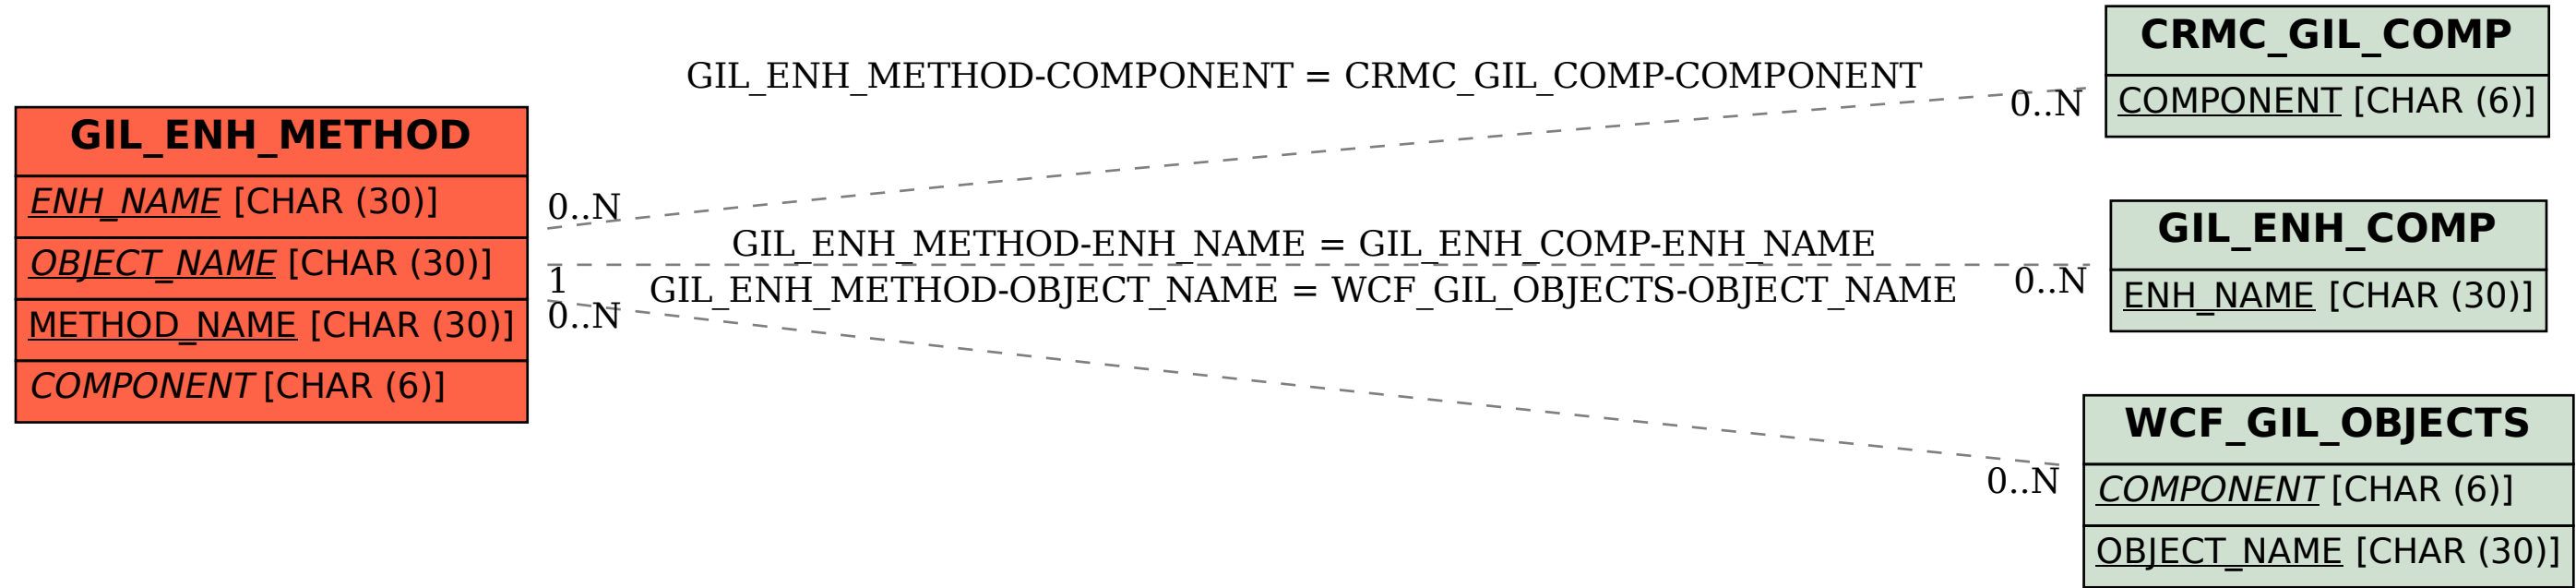 GIL_ENH_METHOD
ENH_NAME [CHAR (30)]
OBJECT_NAME [CHAR (30)]
METHOD_NAME [CHAR (30)]
COMPONENT [CHAR (6)]
GIL_ENH_METHOD-COMPONENT = CRMC_GIL_COMP-COMPONENT
0..N
0..N
GIL_ENH_METHOD-ENH_NAME = GIL_ENH_COMP-ENH_NAME
1
0..N
GIL_ENH_METHOD-OBJECT_NAME = WCF_GIL_OBJECTS-OBJECT_NAME
0..N
0..N
CRMC_GIL_COMP
COMPONENT [CHAR (6)]
GIL_ENH_COMP
ENH_NAME [CHAR (30)]
WCF_GIL_OBJECTS
COMPONENT [CHAR (6)]
OBJECT_NAME [CHAR (30)]